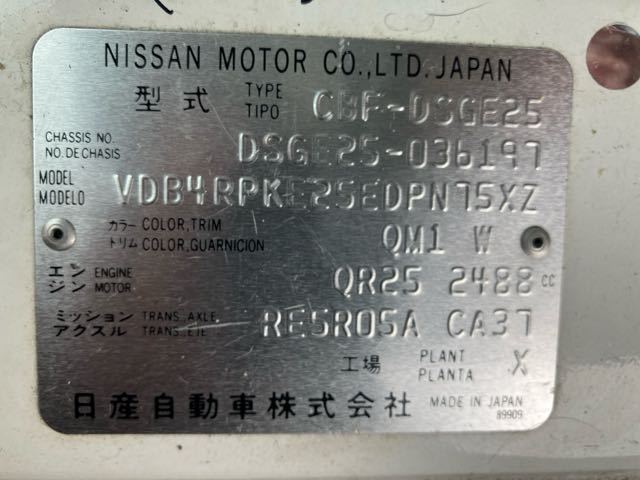 NISSAN MOTOR CO.,LTD.JAPAN
型式 TYPE TIPO CBF-DSGE25
CHASSIS NO. NO.DE CHASIS DSGE25-036197
MODEL MODELO VDB4RPKE25EDPN75XZ
カラー COLOR,TRIM
トリム COLOR,GUARNICION QM1 W
エンジン ENGINE MOTOR QR25 2488 CC
ミッション TRANS.,AXLE
アクスル TRANS.,EJE RE5R05A CA37
工場 PLANT PLANTA X
日産自動車株式会社 MADE IN JAPAN
89909